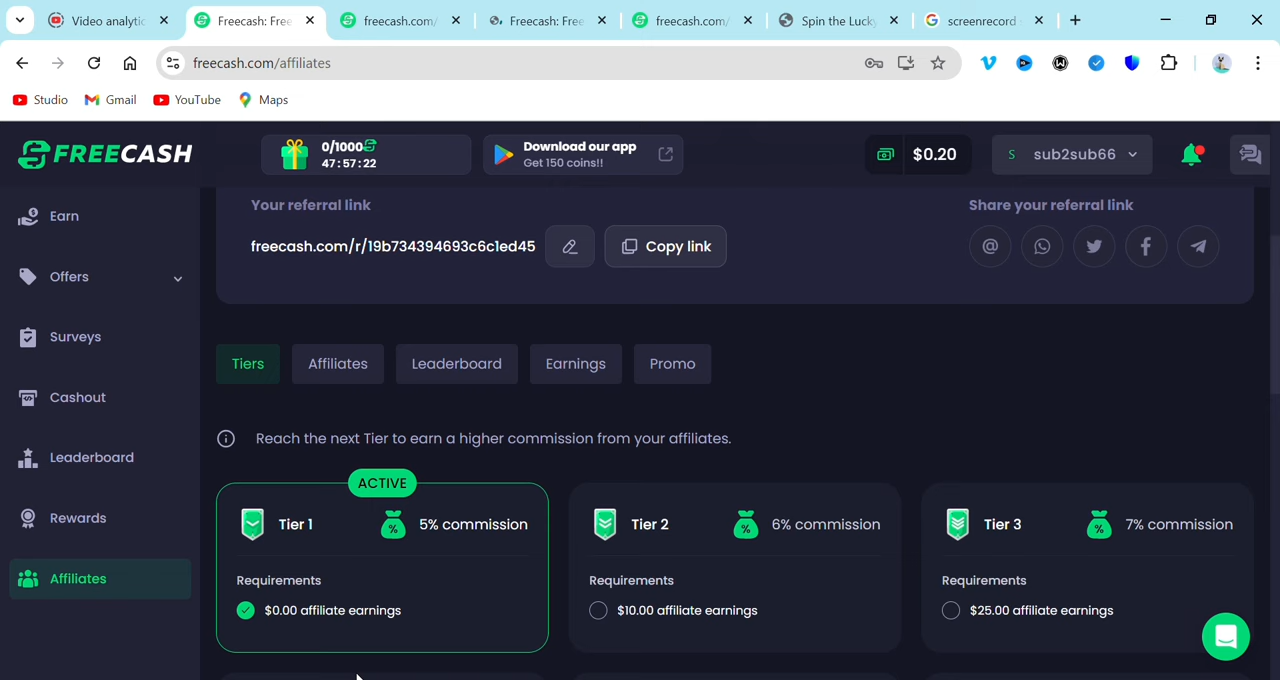 Video analytic
Freecash: Free
freecash.com/
Freecash: Free
freecash.com/
Spin the Lucky
screenrecord
freecash.com/affiliates
Studio
Gmail
YouTube
Maps
FREECASH
0/1000
47:57:22
Download our app
Get 150 coins!!
$0.20
S
sub2sub66
Earn
Offers
Surveys
Cashout
Leaderboard
Rewards
Affiliates
Your referral link
Share your referral link
freecash.com/r/19b734394693c6c1ed45
Copy link
Tiers
Affiliates
Leaderboard
Earnings
Promo
Reach the next Tier to earn a higher commission from your affiliates.
ACTIVE
Tier 1
5% commission
Requirements
$0.00 affiliate earnings
Tier 2
6% commission
Requirements
$10.00 affiliate earnings
Tier 3
7% commission
Requirements
$25.00 affiliate earnings